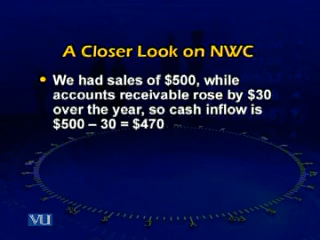 A Closer Look on NWC
• We had sales of $500, while
accounts receivable rose by $30
over the year, so cash inflow is
$500 – 30 = $470
VU